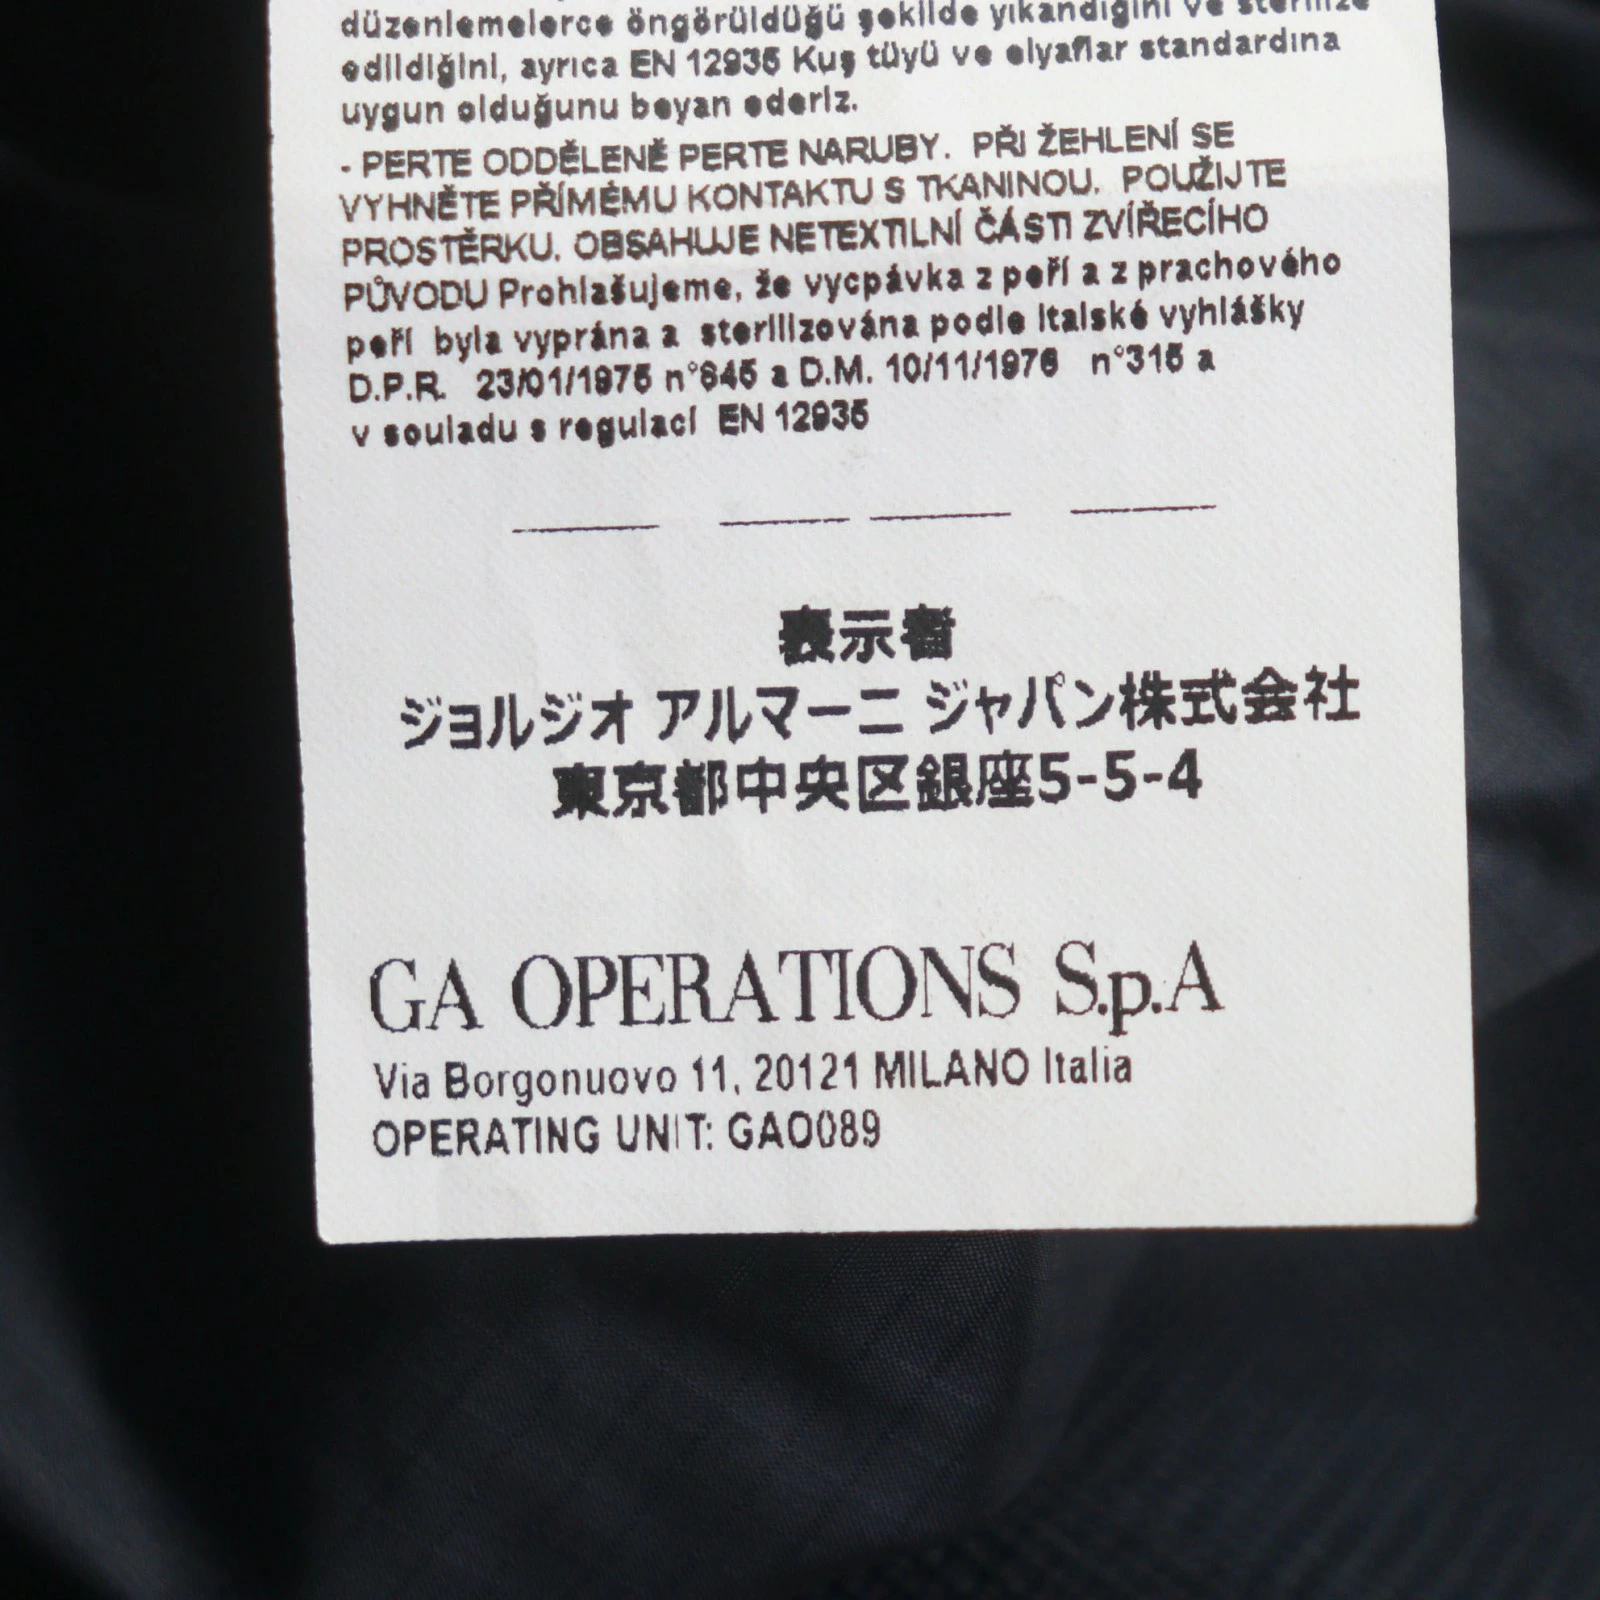 düzenlemelerce öngörüldüğü şekilde yıkandığını ve sterilize
edildiğini, ayrıca EN 12935 Kuş tüyü ve elyaflar standardına
uygun olduğunu beyan ederiz.
- PERTE ODDĚLENĚ PERTE NARUBY. PŘI ŽEHLENÍ SE
VYHNĚTE PŘÍMÉMU KONTAKTU S TKANINOU. POUŽIJTE
PROSTĚRKU. OBSAHUJE NETEXTILNÍ ČÁSTI ZVÍŘECÍHO
PŮVODU Prohlašujeme, že vycpávka z peří a z prachového
peří byla vyprána a sterilizována podle italské vyhlášky
D.P.R. 23/01/1975 n°845 a D.M. 10/11/1976 n°315 a
v souladu s regulací EN 12935
表示者
ジョルジオ アルマーニ ジャパン株式会社
東京都中央区銀座5-5-4
GA OPERATIONS S.p.A
Via Borgonuovo 11, 20121 MILANO Italia
OPERATING UNIT: GAO089